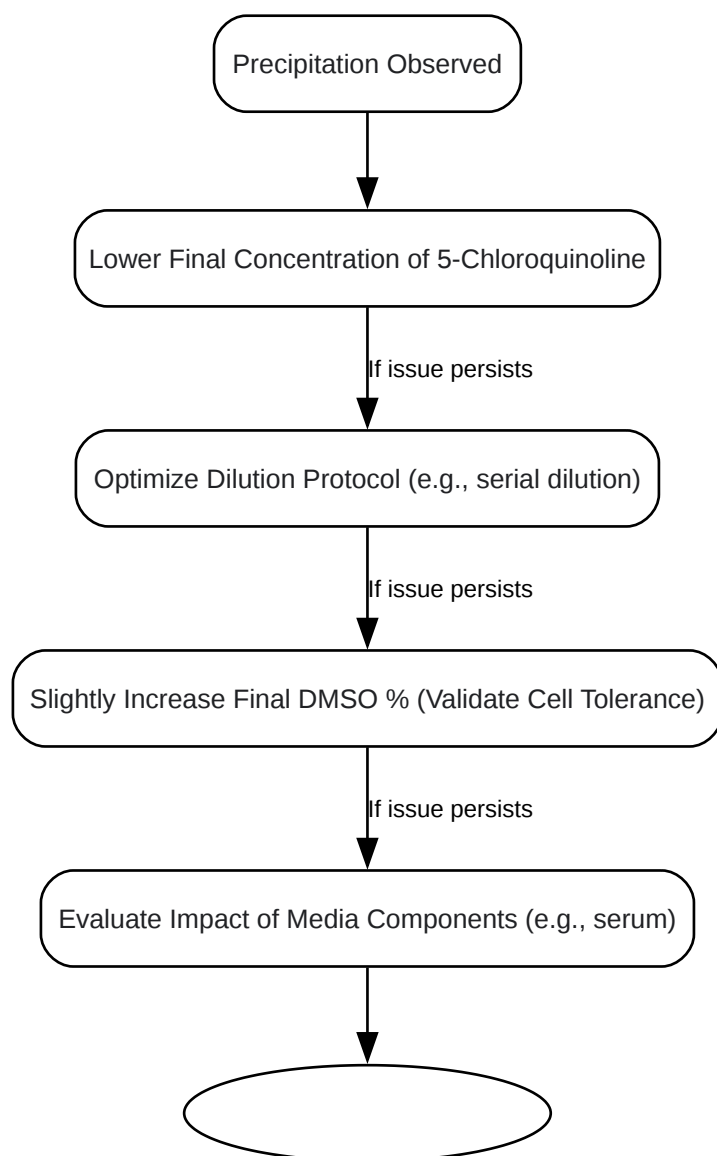 Precipitation Observed
Lower Final Concentration of 5-Chloroquinoline
If issue persists
Optimize Dilution Protocol (e.g., serial dilution)
If issue persists
Slightly Increase Final DMSO % (Validate Cell Tolerance)
If issue persists
Evaluate Impact of Media Components (e.g., serum)